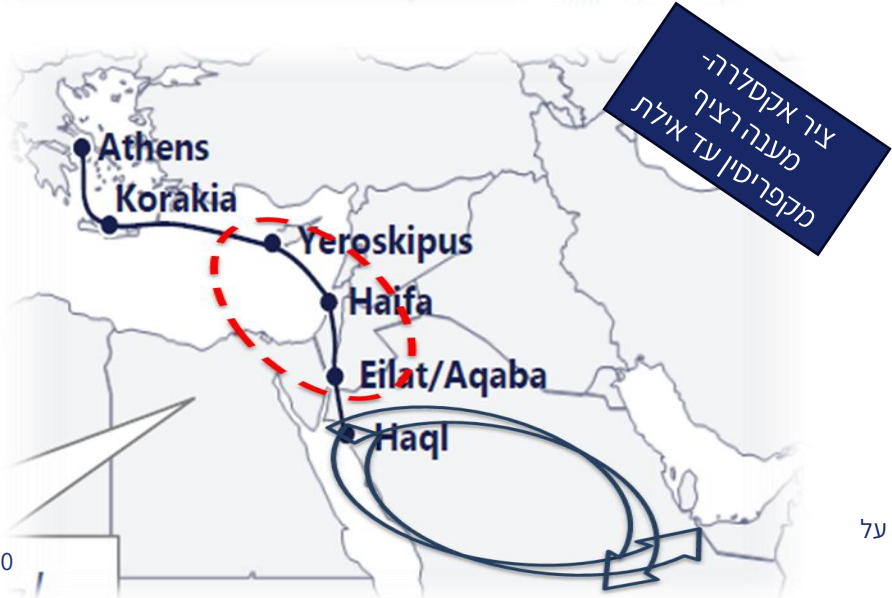 ציר אקסלרה-
מענה רציף
מקפריסין עד אילת
Athens
Korakia
Yeroskipus
Haifa
Eilat/Aqaba
Haql
על
0